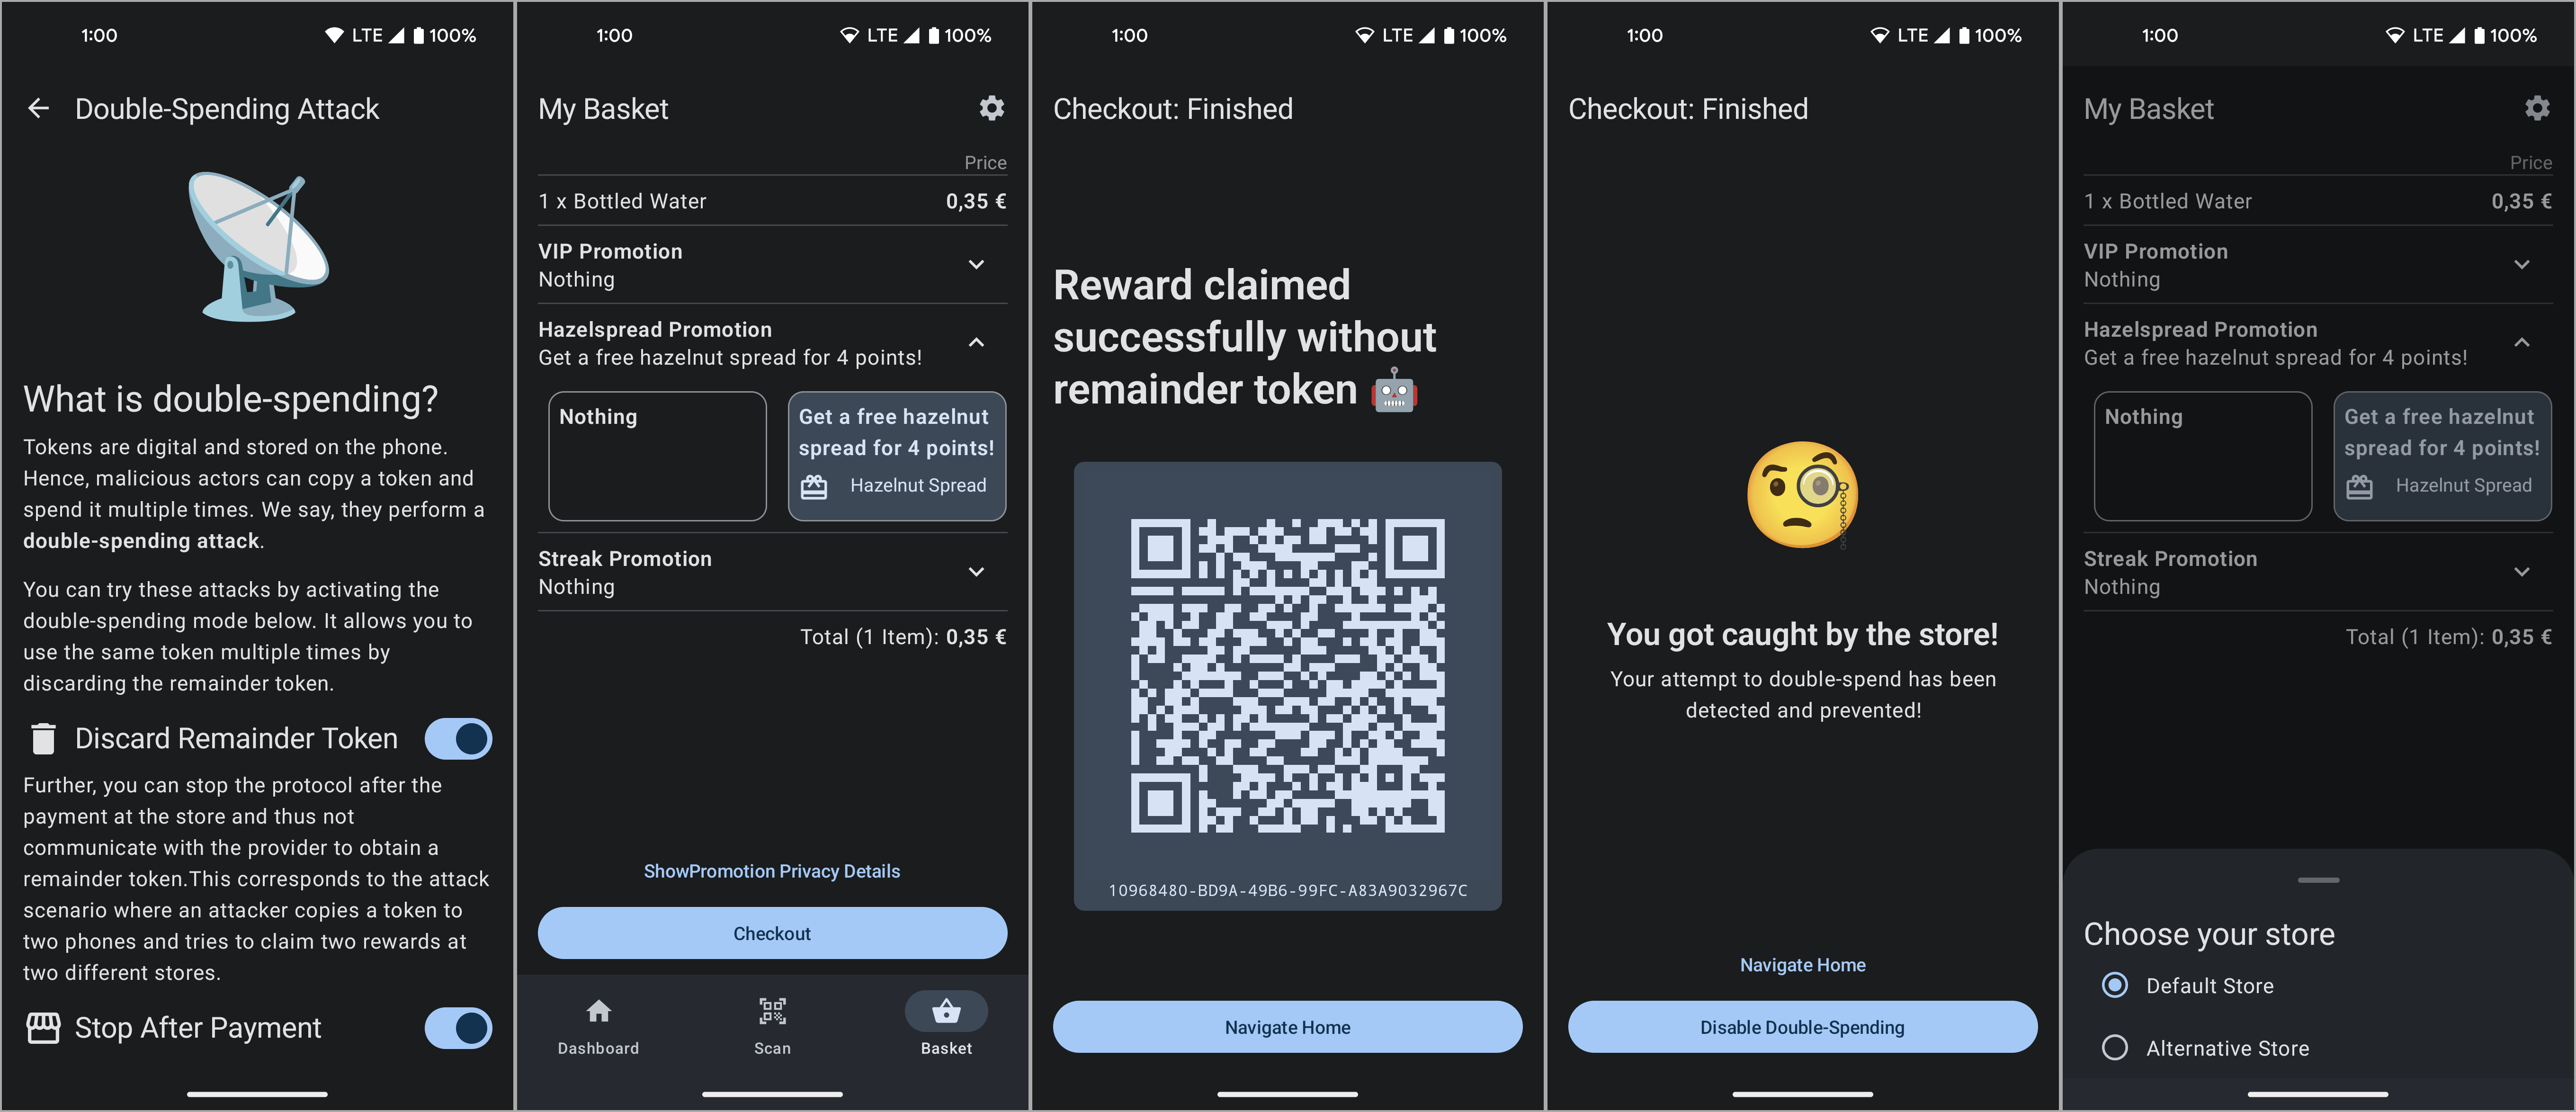 1:00
LTE 100%
Double-Spending Attack
What is double-spending?
Tokens are digital and stored on the phone.
Hence, malicious actors can copy a token and
spend it multiple times. We say, they perform a
double-spending attack.
You can try these attacks by activating the
double-spending mode below. It allows you to
use the same token multiple times by
discarding the remainder token.
Discard Remainder Token
Further, you can stop the protocol after the
payment at the store and thus not
communicate with the provider to obtain a
remainder token.This corresponds to the attack
scenario where an attacker copies a token to
two phones and tries to claim two rewards at
two different stores.
Stop After Payment
1:00
LTE 100%
My Basket
Price
1 x Bottled Water 0,35 €
VIP Promotion
Nothing
Hazelspread Promotion
Get a free hazelnut spread for 4 points!
Nothing
Get a free hazelnut
spread for 4 points!
Hazelnut Spread
Streak Promotion
Nothing
Total (1 Item): 0,35 €
ShowPromotion Privacy Details
Checkout
Dashboard
Scan
Basket
1:00
LTE 100%
Checkout: Finished
Reward claimed
successfully without
remainder token
10968480-BD9A-49B6-99FC-A83A9032967C
Navigate Home
1:00
LTE 100%
Checkout: Finished
You got caught by the store!
Your attempt to double-spend has been
detected and prevented!
Navigate Home
Disable Double-Spending
1:00
LTE 100%
My Basket
Price
1 x Bottled Water 0,35 €
VIP Promotion
Nothing
Hazelspread Promotion
Get a free hazelnut spread for 4 points!
Nothing
Get a free hazelnut
spread for 4 points!
Hazelnut Spread
Streak Promotion
Nothing
Total (1 Item): 0,35 €
Choose your store
Default Store
Alternative Store